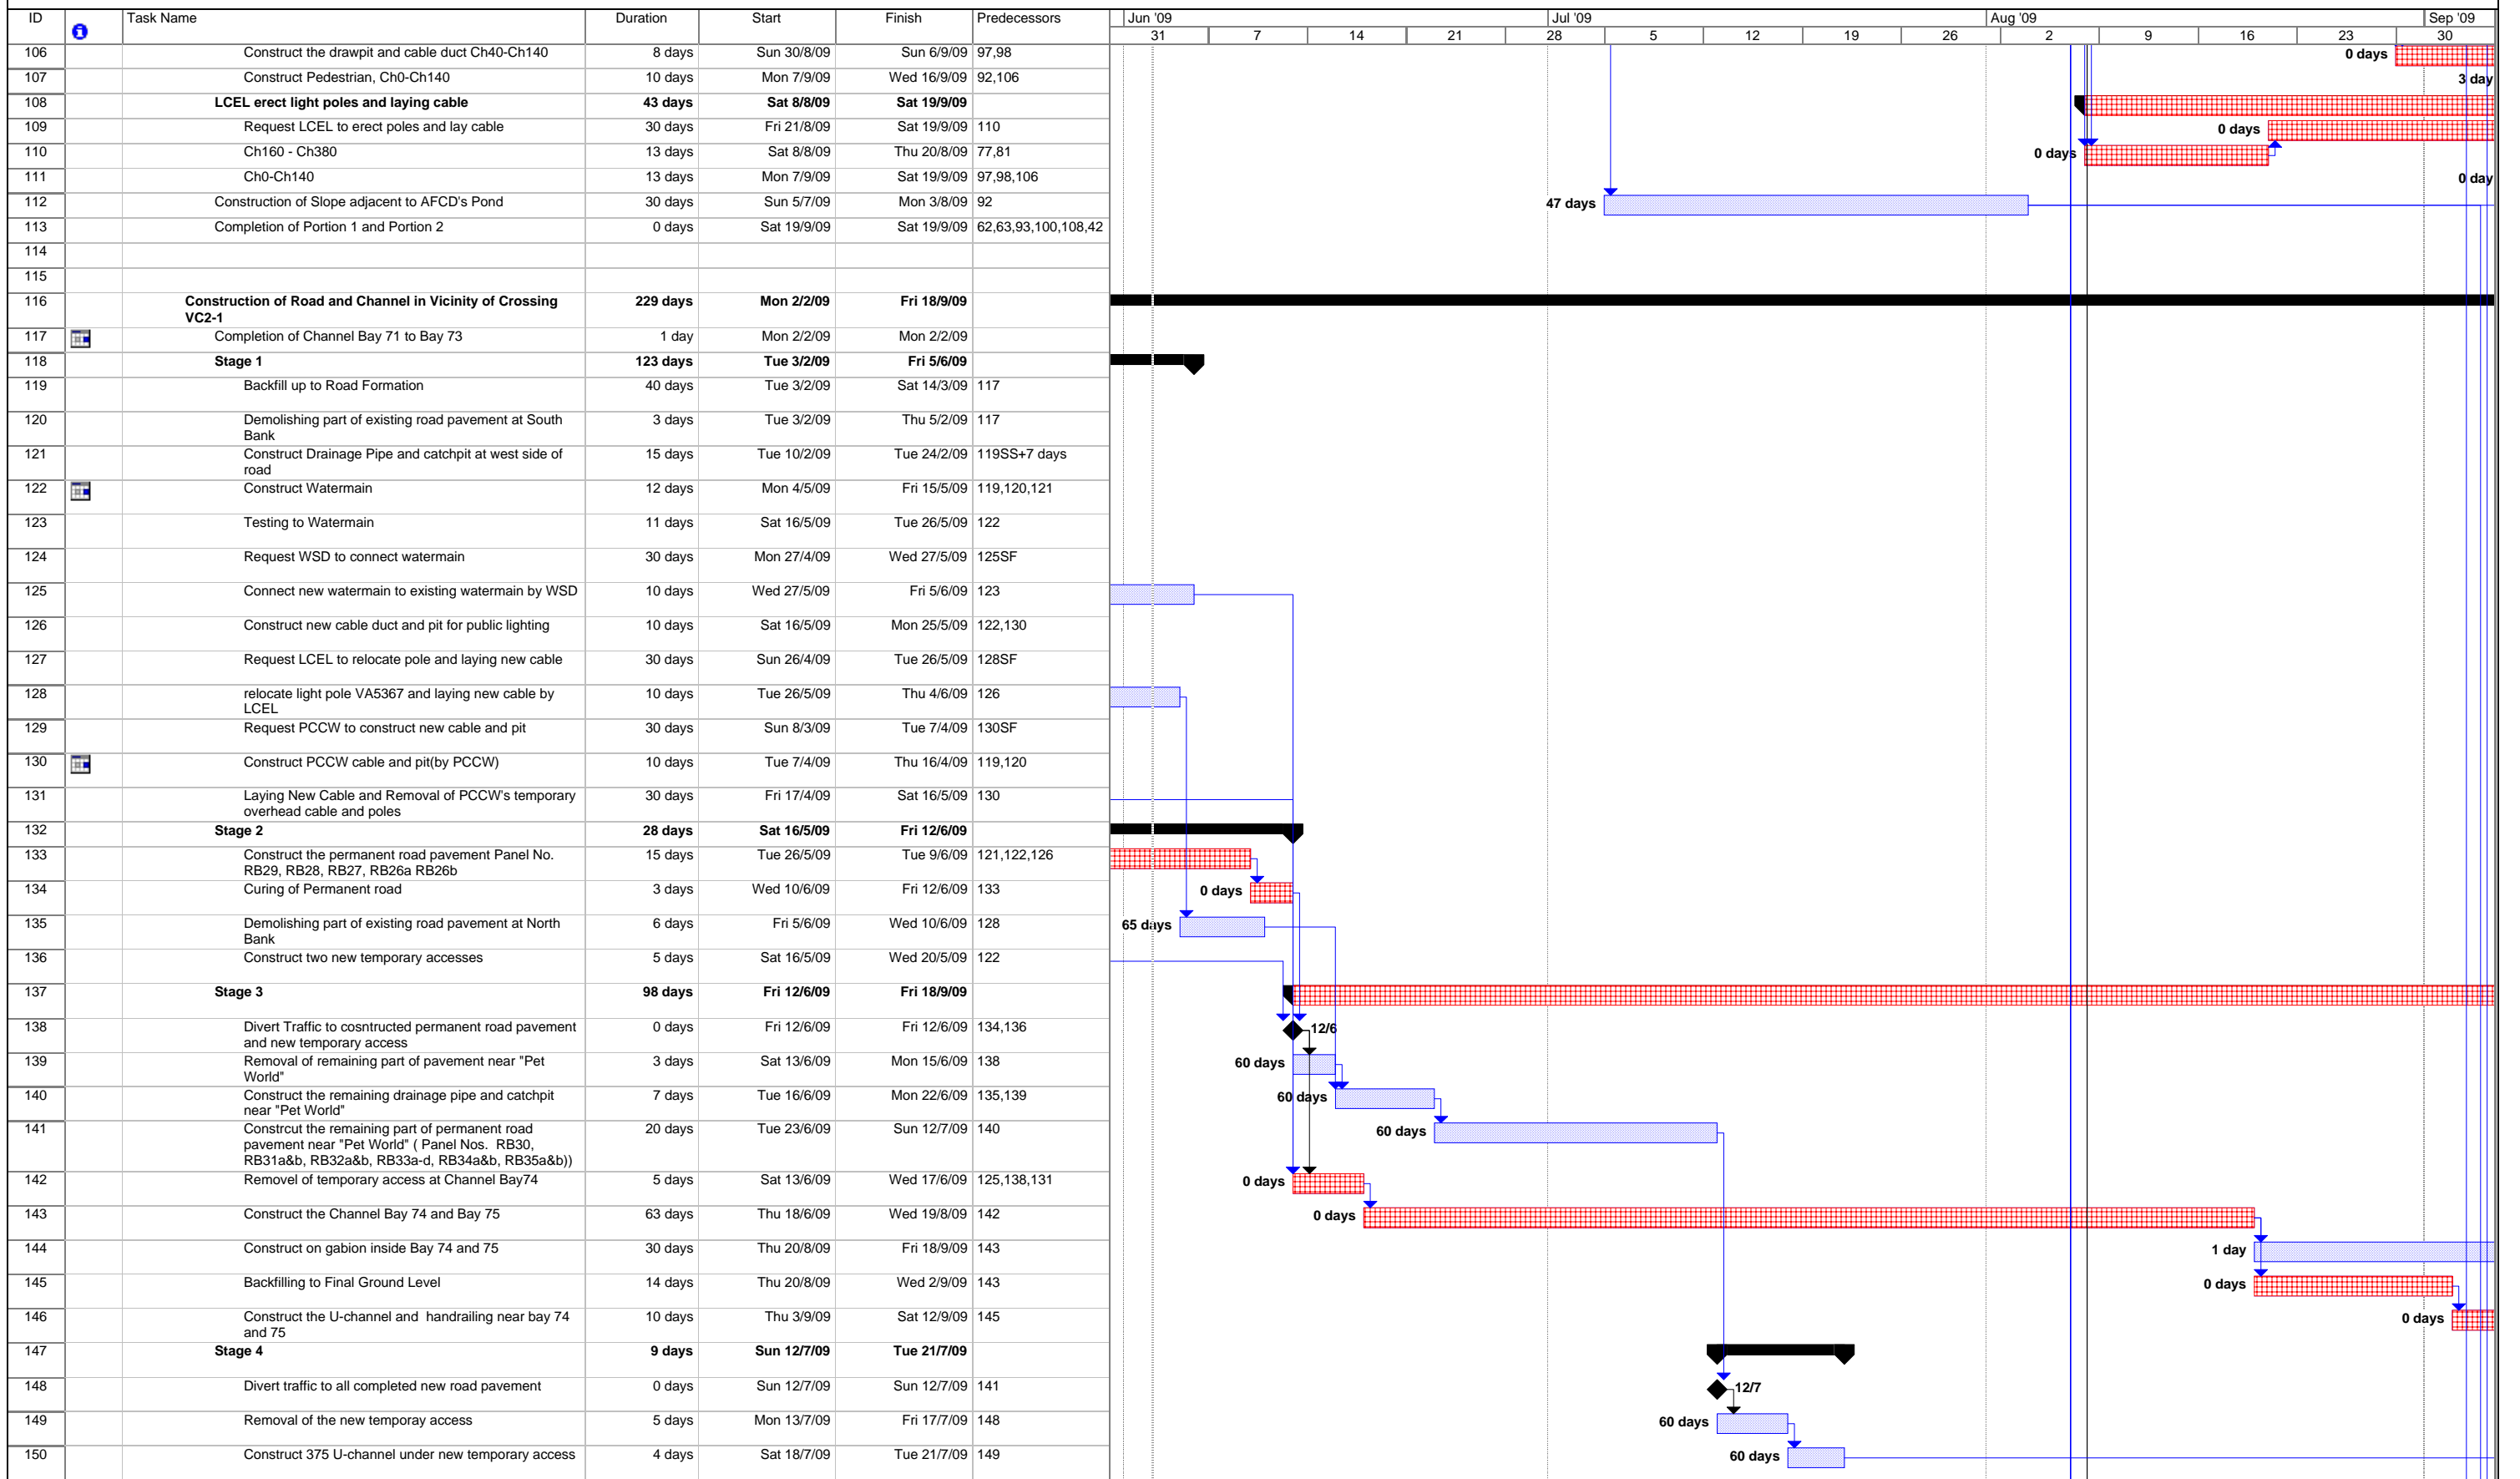 ID Task Name Duration Start Finish Predecessors Jun '09 Jul '09 Aug '09 Sep '09
31 7 14 21 28 5 12 19 26 2 9 16 23 30
106 Construct the drawpit and cable duct Ch40-Ch140 8 days Sun 30/8/09 Sun 6/9/09 97,98 0 days
107 Construct Pedestrian, Ch0-Ch140 10 days Mon 7/9/09 Wed 16/9/09 92,106 3 day
108 LCEL erect light poles and laying cable 43 days Sat 8/8/09 Sat 19/9/09
109 Request LCEL to erect poles and lay cable 30 days Fri 21/8/09 Sat 19/9/09 110 0 days
110 Ch160 - Ch380 13 days Sat 8/8/09 Thu 20/8/09 77,81 0 days
111 Ch0-Ch140 13 days Mon 7/9/09 Sat 19/9/09 97,98,106 0 day
112 Construction of Slope adjacent to AFCD's Pond 30 days Sun 5/7/09 Mon 3/8/09 92 47 days
113 Completion of Portion 1 and Portion 2 0 days Sat 19/9/09 Sat 19/9/09 62,63,93,100,108,42
114
115
116 Construction of Road and Channel in Vicinity of Crossing 229 days Mon 2/2/09 Fri 18/9/09
VC2-1
117 Completion of Channel Bay 71 to Bay 73 1 day Mon 2/2/09 Mon 2/2/09
118 Stage 1 123 days Tue 3/2/09 Fri 5/6/09
119 Backfill up to Road Formation 40 days Tue 3/2/09 Sat 14/3/09 117
120 Demolishing part of existing road pavement at South 3 days Tue 3/2/09 Thu 5/2/09 117
Bank
121 Construct Drainage Pipe and catchpit at west side of 15 days Tue 10/2/09 Tue 24/2/09 119SS+7 days
road
122 Construct Watermain 12 days Mon 4/5/09 Fri 15/5/09 119,120,121
123 Testing to Watermain 11 days Sat 16/5/09 Tue 26/5/09 122
124 Request WSD to connect watermain 30 days Mon 27/4/09 Wed 27/5/09 125SF
125 Connect new watermain to existing watermain by WSD 10 days Wed 27/5/09 Fri 5/6/09 123
126 Construct new cable duct and pit for public lighting 10 days Sat 16/5/09 Mon 25/5/09 122,130
127 Request LCEL to relocate pole and laying new cable 30 days Sun 26/4/09 Tue 26/5/09 128SF
128 relocate light pole VA5367 and laying new cable by 10 days Tue 26/5/09 Thu 4/6/09 126
LCEL
129 Request PCCW to construct new cable and pit 30 days Sun 8/3/09 Tue 7/4/09 130SF
130 Construct PCCW cable and pit(by PCCW) 10 days Tue 7/4/09 Thu 16/4/09 119,120
131 Laying New Cable and Removal of PCCW's temporary 30 days Fri 17/4/09 Sat 16/5/09 130
overhead cable and poles
132 Stage 2 28 days Sat 16/5/09 Fri 12/6/09
133 Construct the permanent road pavement Panel No. 15 days Tue 26/5/09 Tue 9/6/09 121,122,126
RB29, RB28, RB27, RB26a RB26b
134 Curing of Permanent road 3 days Wed 10/6/09 Fri 12/6/09 133 0 days
135 Demolishing part of existing road pavement at North 6 days Fri 5/6/09 Wed 10/6/09 128 65 days
Bank
136 Construct two new temporary accesses 5 days Sat 16/5/09 Wed 20/5/09 122
137 Stage 3 98 days Fri 12/6/09 Fri 18/9/09
138 Divert Traffic to cosntructed permanent road pavement 0 days Fri 12/6/09 Fri 12/6/09 134,136 12/6
and new temporary access
139 Removal of remaining part of pavement near "Pet 3 days Sat 13/6/09 Mon 15/6/09 138 60 days
World"
140 Construct the remaining drainage pipe and catchpit 7 days Tue 16/6/09 Mon 22/6/09 135,139 60 days
near "Pet World"
141 Constrcut the remaining part of permanent road 20 days Tue 23/6/09 Sun 12/7/09 140 60 days
pavement near "Pet World" ( Panel Nos. RB30,
RB31a&b, RB32a&b, RB33a-d, RB34a&b, RB35a&b))
142 Removel of temporary access at Channel Bay74 5 days Sat 13/6/09 Wed 17/6/09 125,138,131 0 days
143 Construct the Channel Bay 74 and Bay 75 63 days Thu 18/6/09 Wed 19/8/09 142 0 days
144 Construct on gabion inside Bay 74 and 75 30 days Thu 20/8/09 Fri 18/9/09 143 1 day
145 Backfilling to Final Ground Level 14 days Thu 20/8/09 Wed 2/9/09 143 0 days
146 Construct the U-channel and handrailing near bay 74 10 days Thu 3/9/09 Sat 12/9/09 145 0 days
and 75
147 Stage 4 9 days Sun 12/7/09 Tue 21/7/09
148 Divert traffic to all completed new road pavement 0 days Sun 12/7/09 Sun 12/7/09 141 12/7
149 Removal of the new temporay access 5 days Mon 13/7/09 Fri 17/7/09 148 60 days
150 Construct 375 U-channel under new temporary access 4 days Sat 18/7/09 Tue 21/7/09 149 60 days